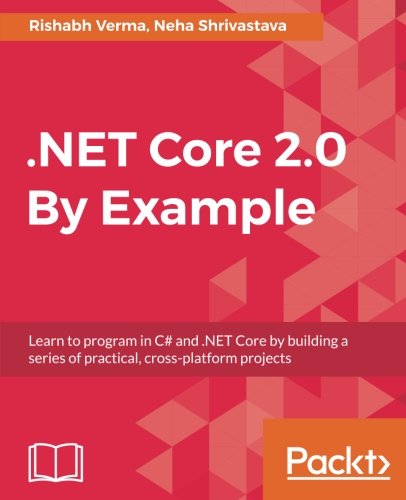 Rishabh Verma, Neha Shrivastava
.NET Core 2.0
By Example
Learn to program in C# and .NET Core by building a
series of practical, cross-platform projects
Packt>